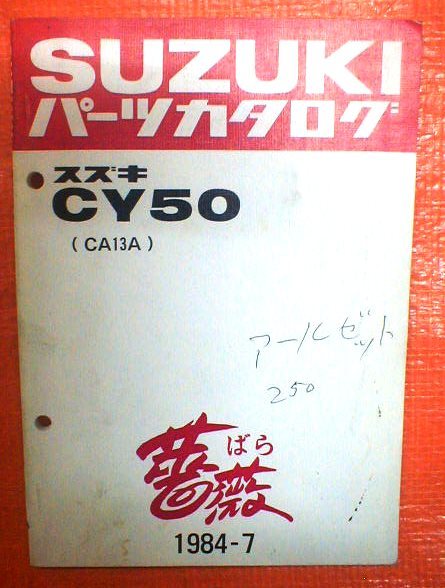 SUZUKI
パーツカタログ
スズキ
CY50
(CA13A)
アールゼット
250
ばら
薔薇
1984-7